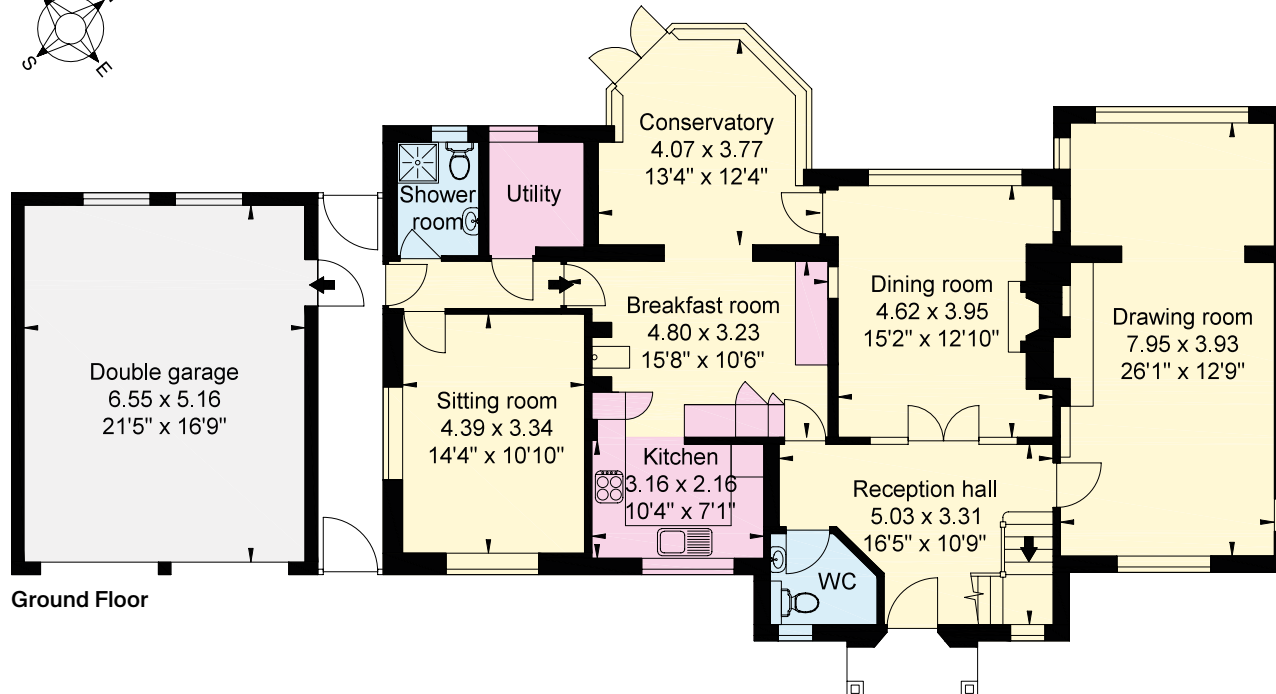 S
E
Conservatory
4.07 x 3.77
13'4" x 12'4"
Shower
room
Utility
Breakfast room
4.80 x 3.23
15'8" x 10'6"
Dining room
4.62 x 3.95
15'2" x 12'10"
Drawing room
7.95 x 3.93
26'1" x 12'9"
Double garage
6.55 x 5.16
21'5" x 16'9"
Sitting room
4.39 x 3.34
14'4" x 10'10"
Kitchen
3.16 x 2.16
10'4" x 7'1"
Reception hall
5.03 x 3.31
16'5" x 10'9"
WC
Ground Floor